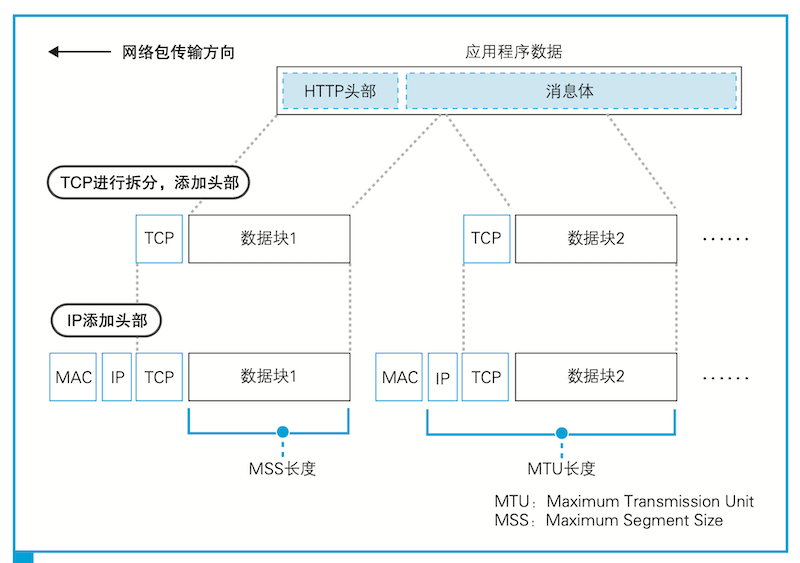 网络包传输方向
应用程序数据
HTTP头部 消息体
TCP进行拆分，添加头部
TCP 数据块1 TCP 数据块2 ······
IP添加头部
MAC IP TCP 数据块1 MAC IP TCP 数据块2 ······
MSS长度 MTU长度
MTU：Maximum Transmission Unit
MSS：Maximum Segment Size